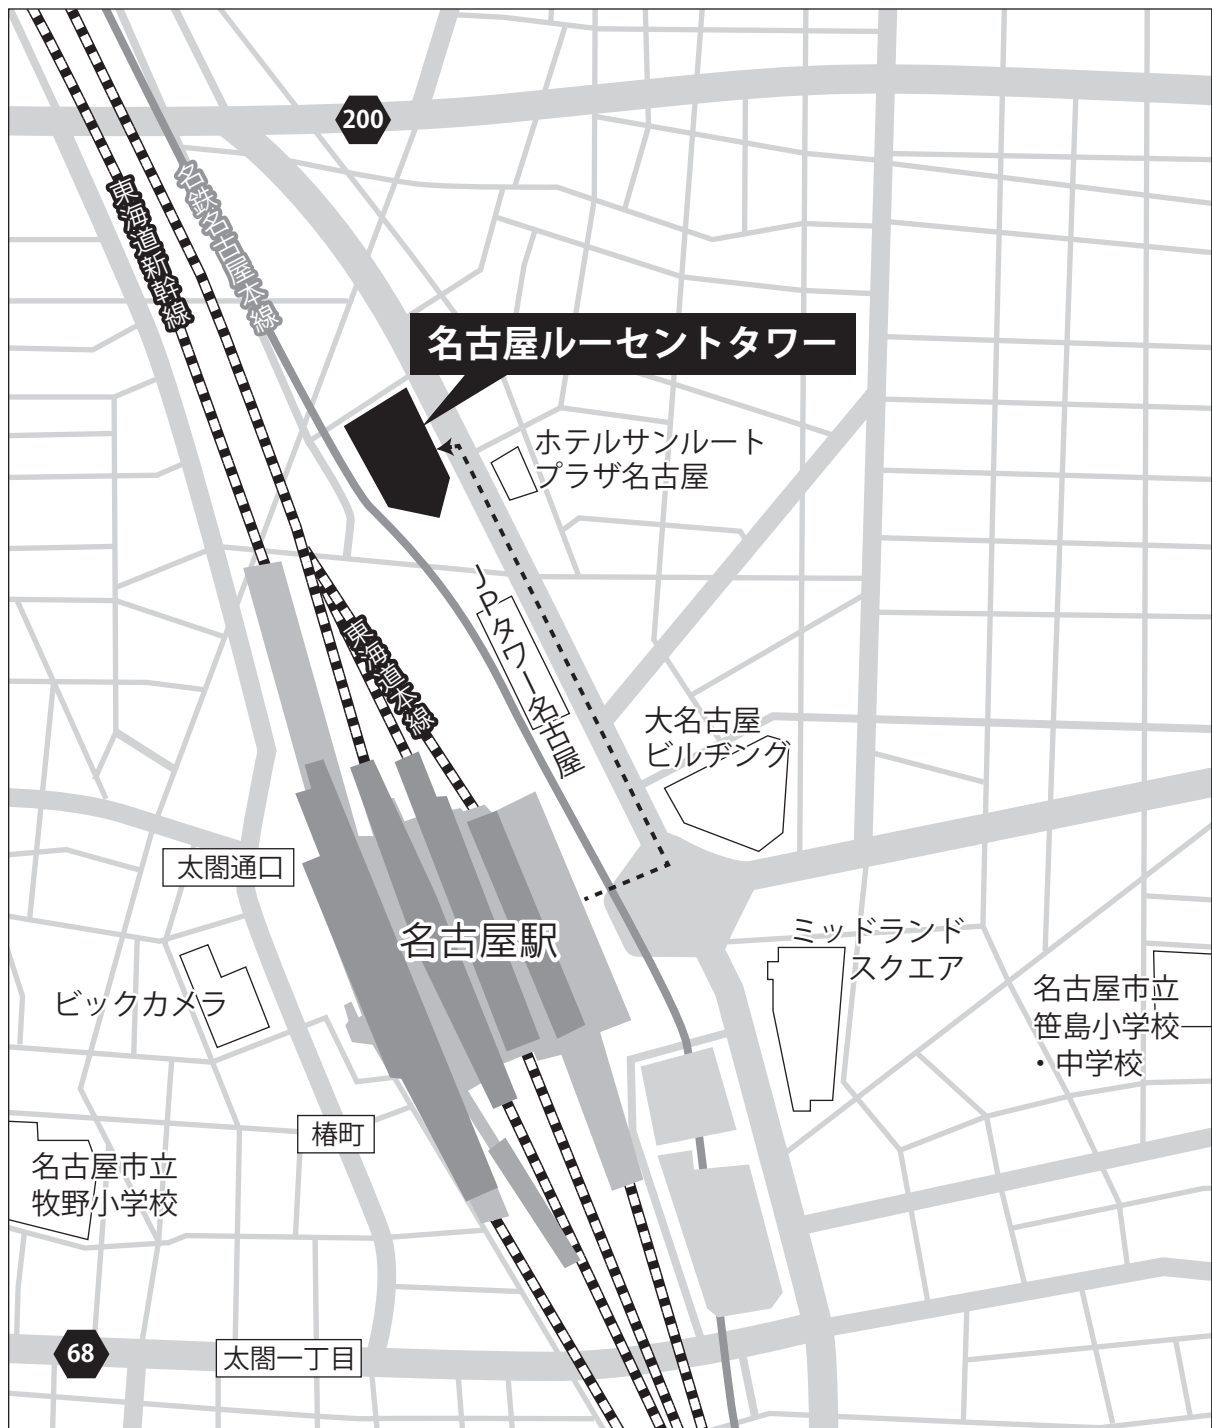 200
東海道新幹線
名鉄名古屋本線
名古屋ルーセントタワー
ホテルサンルート
プラザ名古屋
JPタワー名古屋
東海道本線
大名古屋
ビルヂング
太閤通口
名古屋駅
ミッドランド
スクエア
ビックカメラ
名古屋市立
笹島小学校
・中学校
椿町
名古屋市立
牧野小学校
68
太閤一丁目